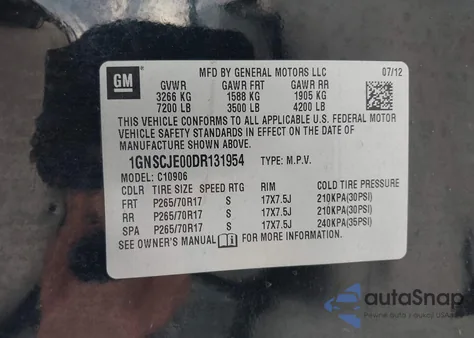 GM
MFD BY GENERAL MOTORS LLC 07/12
GVWR GAWR FRT GAWR RR
3266 KG 1588 KG 1905 KG
7200 LB 3500 LB 4200 LB
THIS VEHICLE CONFORMS TO ALL APPLICABLE U.S. FEDERAL MOTOR
VEHICLE SAFETY STANDARDS IN EFFECT ON THE DATE OF
MANUFACTURE SHOWN ABOVE.
1GNSCJE00DR131954 TYPE: M.P.V.
MODEL: C10906
CDLR TIRE SIZE SPEED RTG RIM COLD TIRE PRESSURE
FRT P265/70R17 S 17X7.5J 210KPA(30PSI)
RR P265/70R17 S 17X7.5J 210KPA(30PSI)
SPA P265/70R17 S 17X7.5J 240KPA(35PSI)
SEE OWNER'S MANUAL FOR MORE INFORMATION.
autoSnap